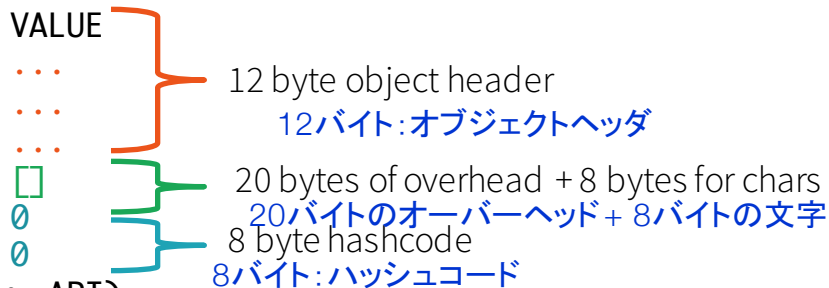 VALUE
...
12 byte object header
...
12バイト:オブジェクトヘッダ
...
[]
20 bytes of overhead + 8 bytes for chars
0
20バイトのオーバーヘッド + 8バイトの文字
0
8 byte hashcode
8バイト:ハッシュコード